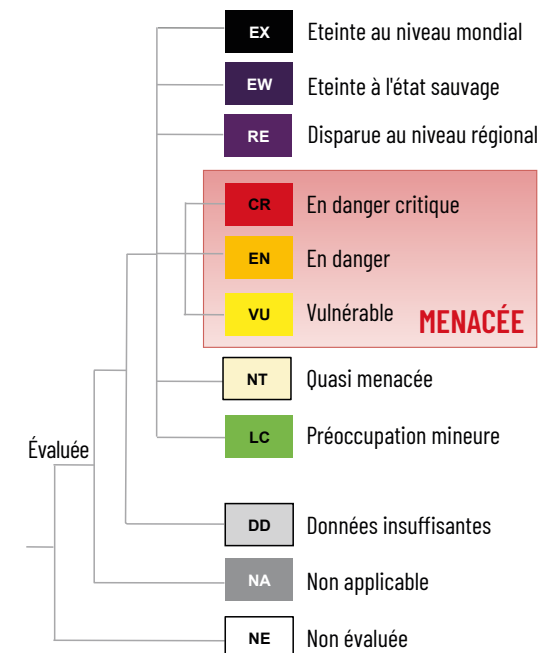 EX Eteinte au niveau mondial
EW Eteinte à l'état sauvage
RE Disparue au niveau régional
CR En danger critique
EN En danger
VU Vulnérable
MENACÉE
NT Quasi menacée
LC Préoccupation mineure
Évaluée
DD Données insuffisantes
NA Non applicable
NE Non évaluée